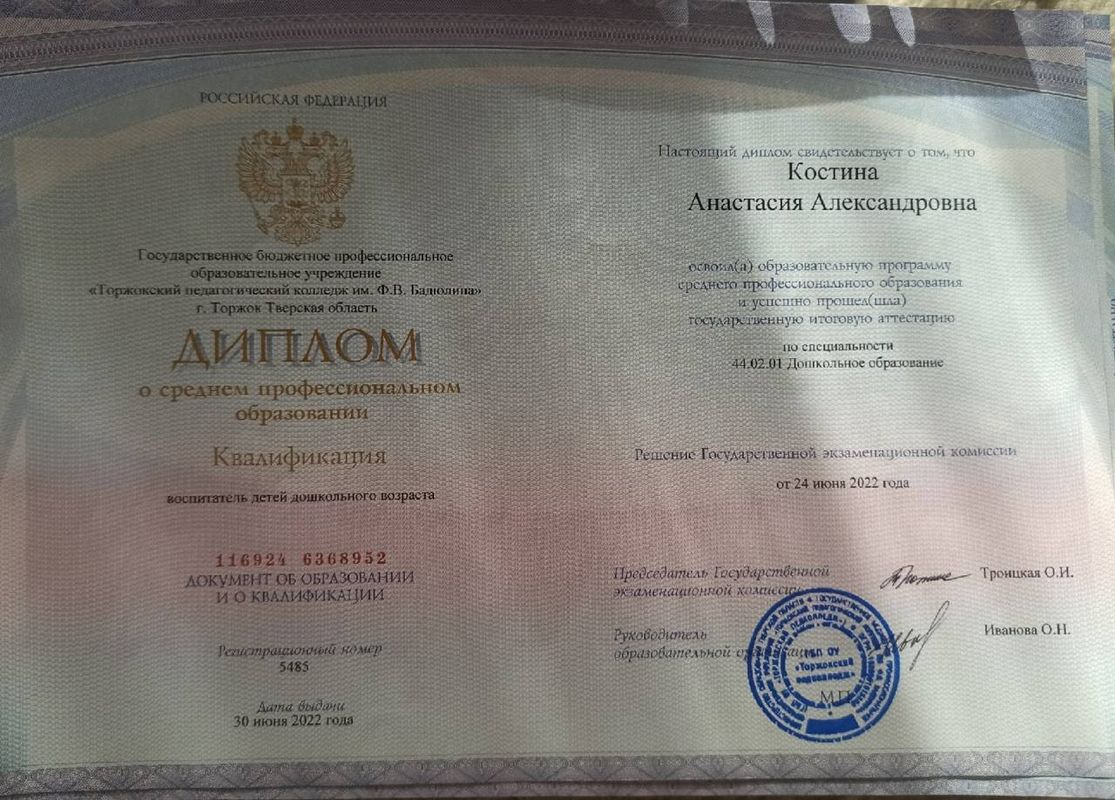 РОССИЙСКАЯ ФЕДЕРАЦИЯ
Государственное бюджетное профессиональное
образовательное учреждение
«Торжокский педагогический колледж им. Ф.В. Бадюлина»
г. Торжок Тверская область
ДИПЛОМ
о среднем профессиональном
образовании
Квалификация
воспитатель детей дошкольного возраста
116924 6368952
ДОКУМЕНТ ОБ ОБРАЗОВАНИИ
И О КВАЛИФИКАЦИИ
Регистрационный номер
5485
Дата выдачи
30 июня 2022 года
Настоящий диплом свидетельствует о том, что
Костина
Анастасия Александровна
освоил(а) образовательную программу
среднего профессионального образования
и успешно прошел(шла)
государственную итоговую аттестацию
по специальности
44.02.01 Дошкольное образование
Решение Государственной экзаменационной комиссии
от 24 июня 2022 года
Председатель Государственной
экзаменационной комиссии
Троицкая О.И.
Руководитель
образовательной
Иванова О.Н.
«Торжокский
педколледж»
М.П.